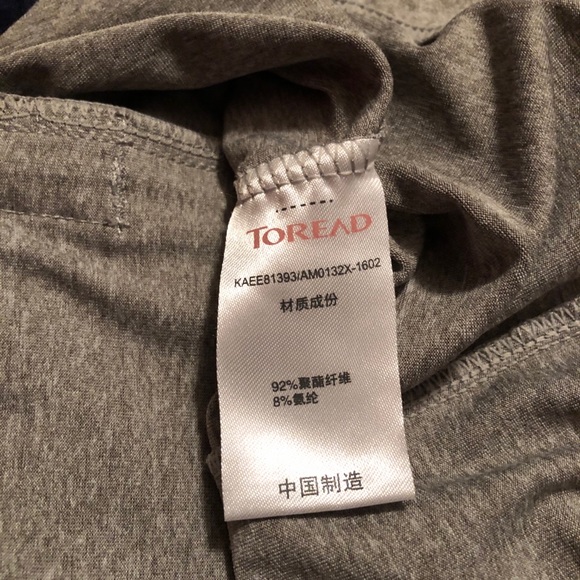 TOREAD
KAEE81393/AM0132X-1602
材质成份
92%聚酯纤维
8%氨纶
中国制造